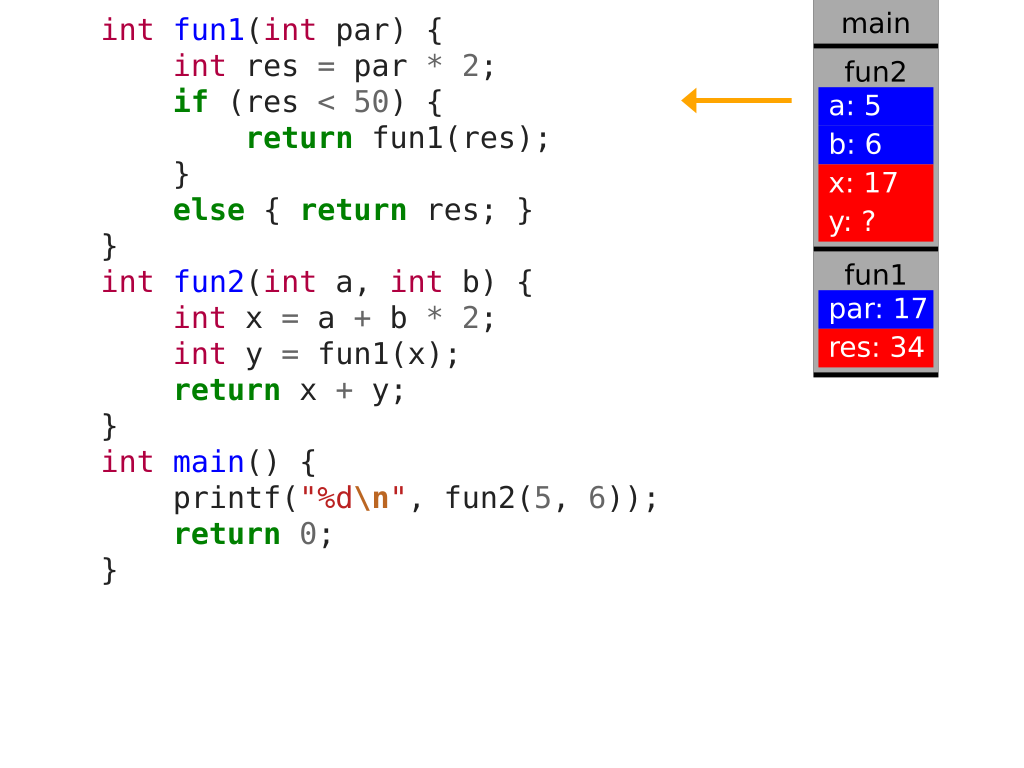 int fun1(int par) {
    int res = par * 2;
    if (res < 50) {
        return fun1(res);
    }
    else { return res; }
}
int fun2(int a, int b) {
    int x = a + b * 2;
    int y = fun1(x);
    return x + y;
}
int main() {
    printf("%d\n", fun2(5, 6));
    return 0;
}
main
fun2
a: 5
b: 6
x: 17
y: ?
fun1
par: 17
res: 34